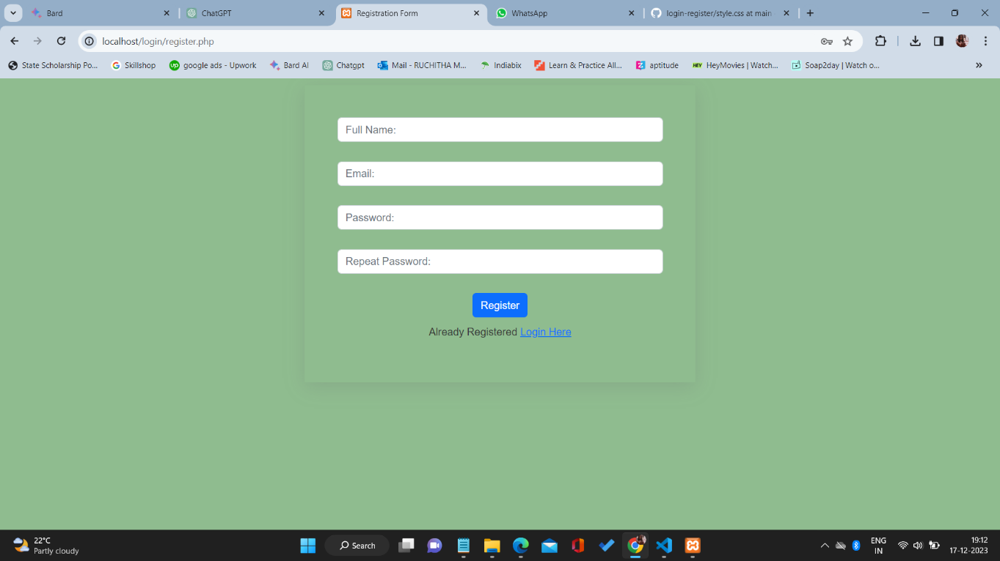 Bard
ChatGPT
Registration Form
WhatsApp
login-register/style.css at main
localhost/login/register.php
State Scholarship Po...
Skillshop
google ads - Upwork
Bard AI
Chatgpt
Mail - RUCHITHA M...
Indiabix
Learn & Practice All...
aptitude
HEY HeyMovies | Watch...
Soap2day | Watch o...
Full Name:
Email:
Password:
Repeat Password:
Register
Already Registered Login Here
22°C
Partly cloudy
Search
ENG
IN
19:12
17-12-2023